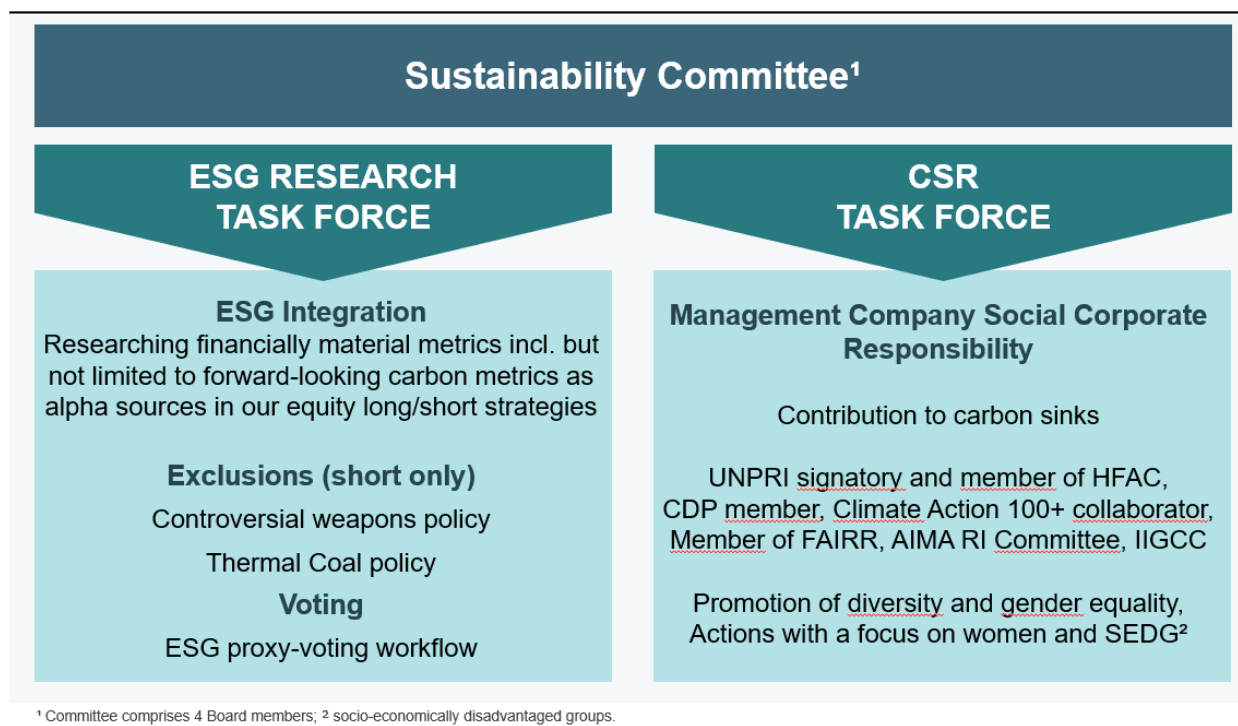 Sustainability Committee¹
ESG RESEARCH
TASK FORCE
ESG Integration
Researching financially material metrics incl. but
not limited to forward-looking carbon metrics as
alpha sources in our equity long/short strategies
Exclusions (short only)
Controversial weapons policy
Thermal Coal policy
Voting
ESG proxy-voting workflow
CSR
TASK FORCE
Management Company Social Corporate
Responsibility
Contribution to carbon sinks
UNPRI signatory and member of HFAC,
CDP member, Climate Action 100+ collaborator,
Member of FAIRR, AIMA RI Committee, IIGCC
Promotion of diversity and gender equality,
Actions with a focus on women and SEDG²
¹ Committee comprises 4 Board members; ² socio-economically disadvantaged groups.